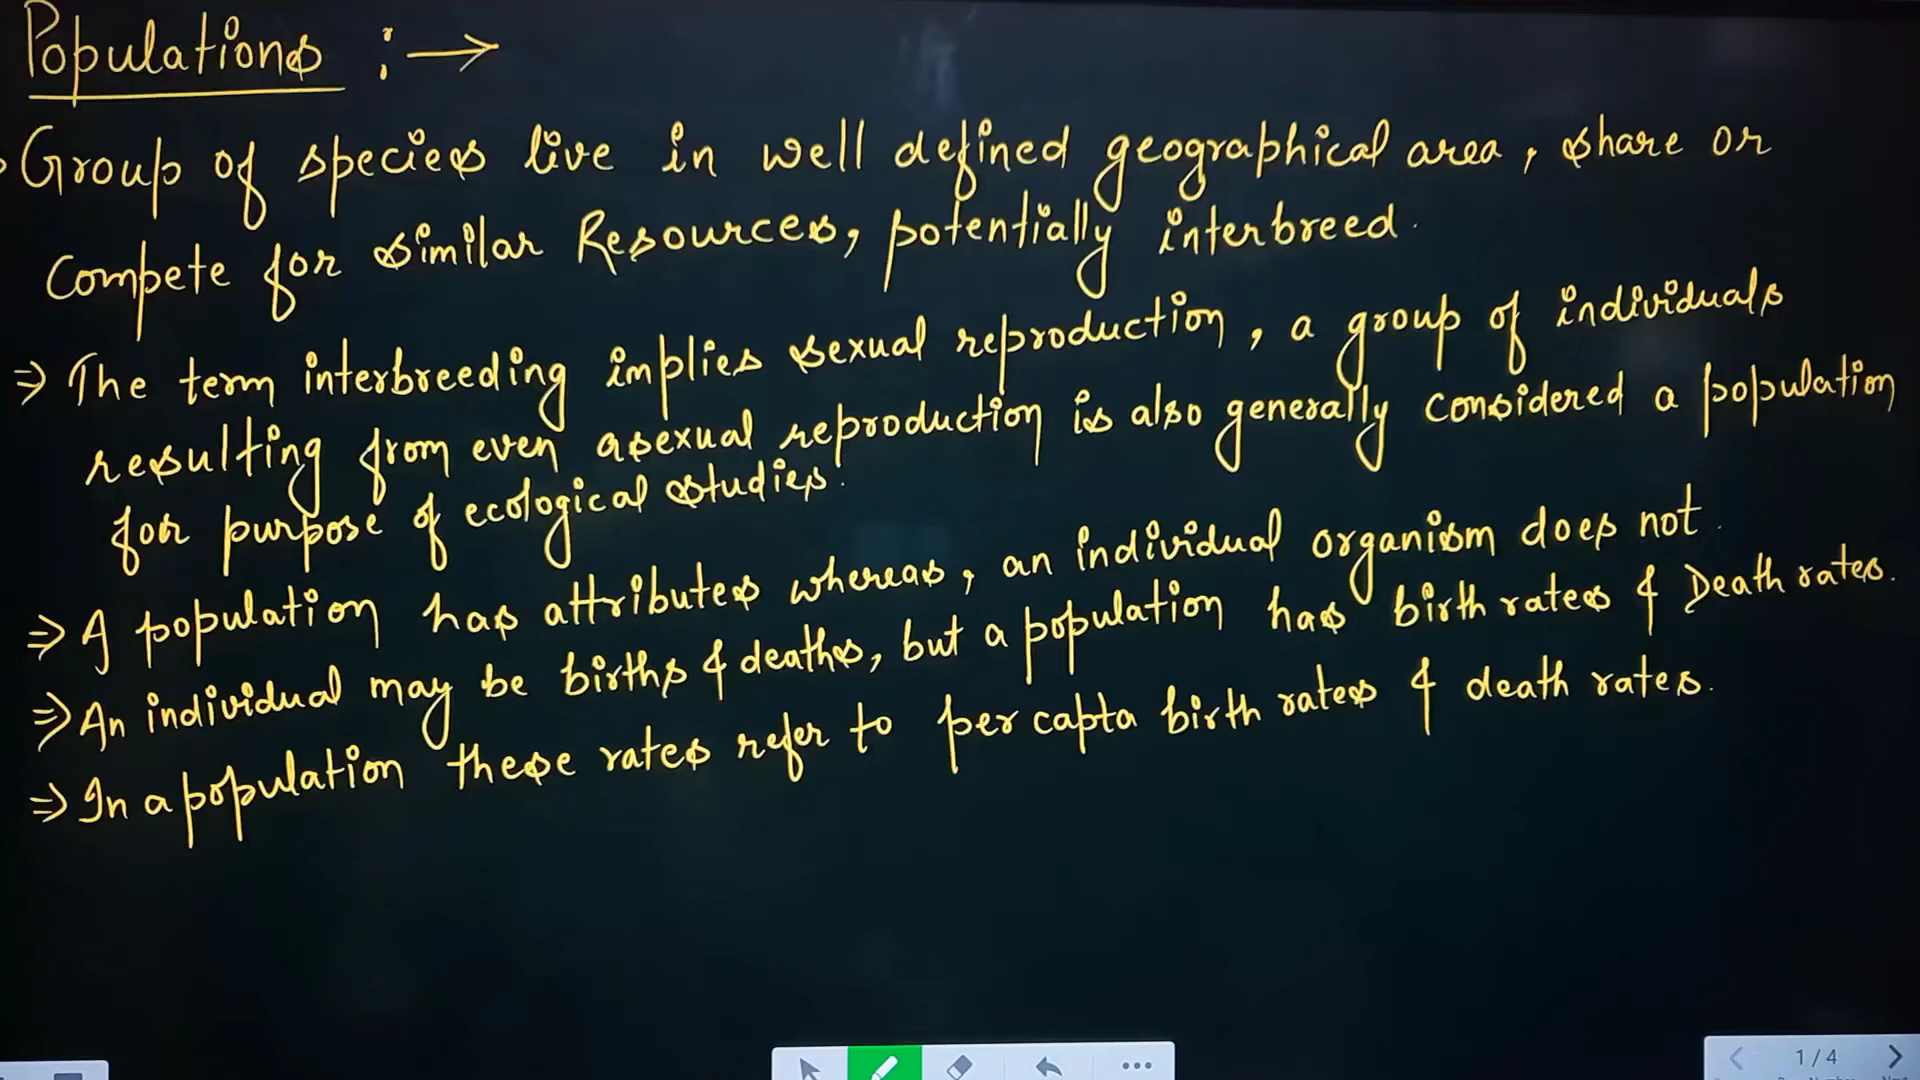 Populations :→
Group of species live in well defined geographical area, share or
Compete for similar Resources, potentially interbreed.
⇒ The term interbreeding implies sexual reproduction, a group of individuals
resulting from even asexual reproduction is also generally considered a population
for purpose of ecological studies.
⇒ A population has attributes whereas, an individual organism does not.
⇒ An individual may be births & deaths, but a population has birth rates & Death rates.
⇒ In a population these rates refer to per capta birth rates & death rates.
1/4